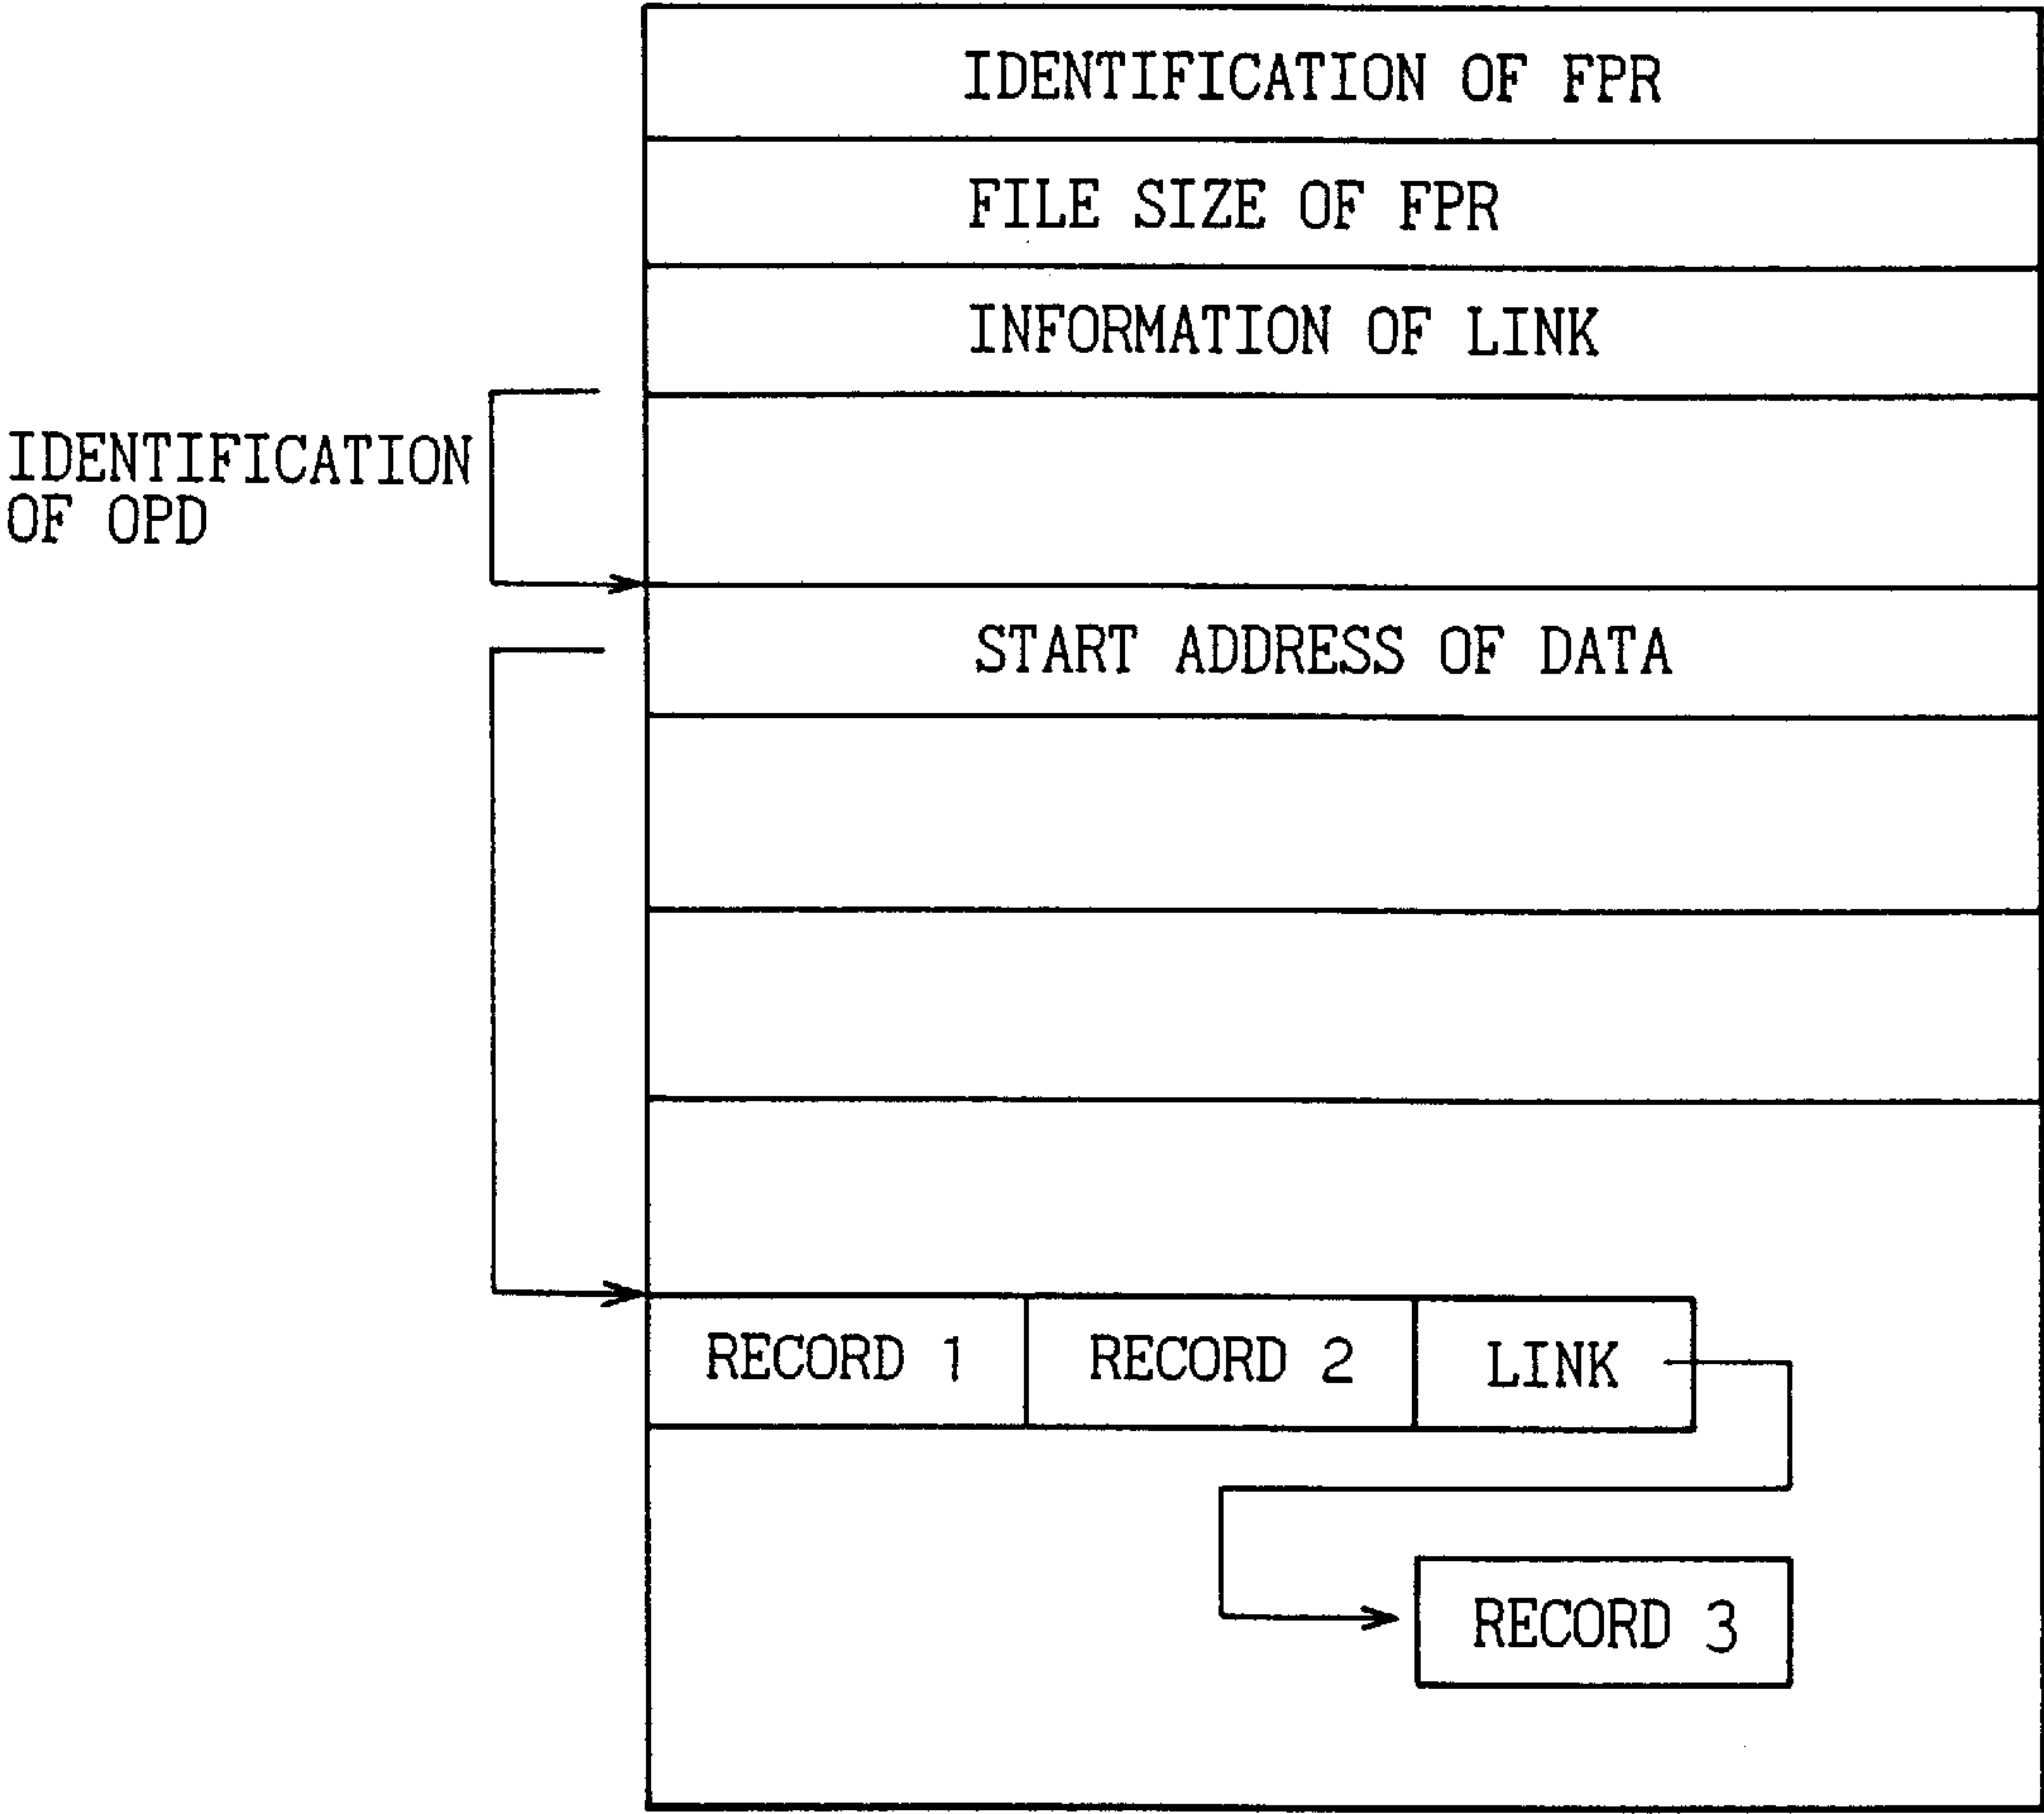 IDENTIFICATION OF FPR
FILE SIZE OF FPR
INFORMATION OF LINK
IDENTIFICATION
OF OPD
START ADDRESS OF DATA
RECORD 1
RECORD 2
LINK
RECORD 3